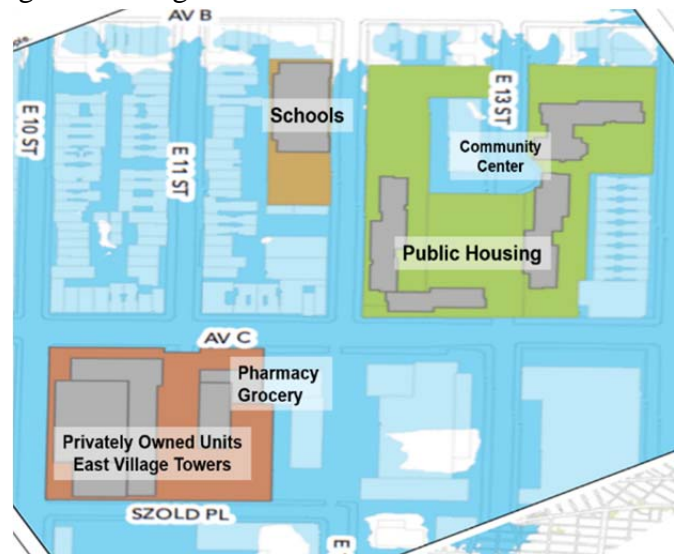 AV B
E 10 ST
E 11 ST
Schools
E 13 ST
Community
Center
Public Housing
AV C
Pharmacy
Grocery
Privately Owned Units
East Village Towers
SZOLD PL
E